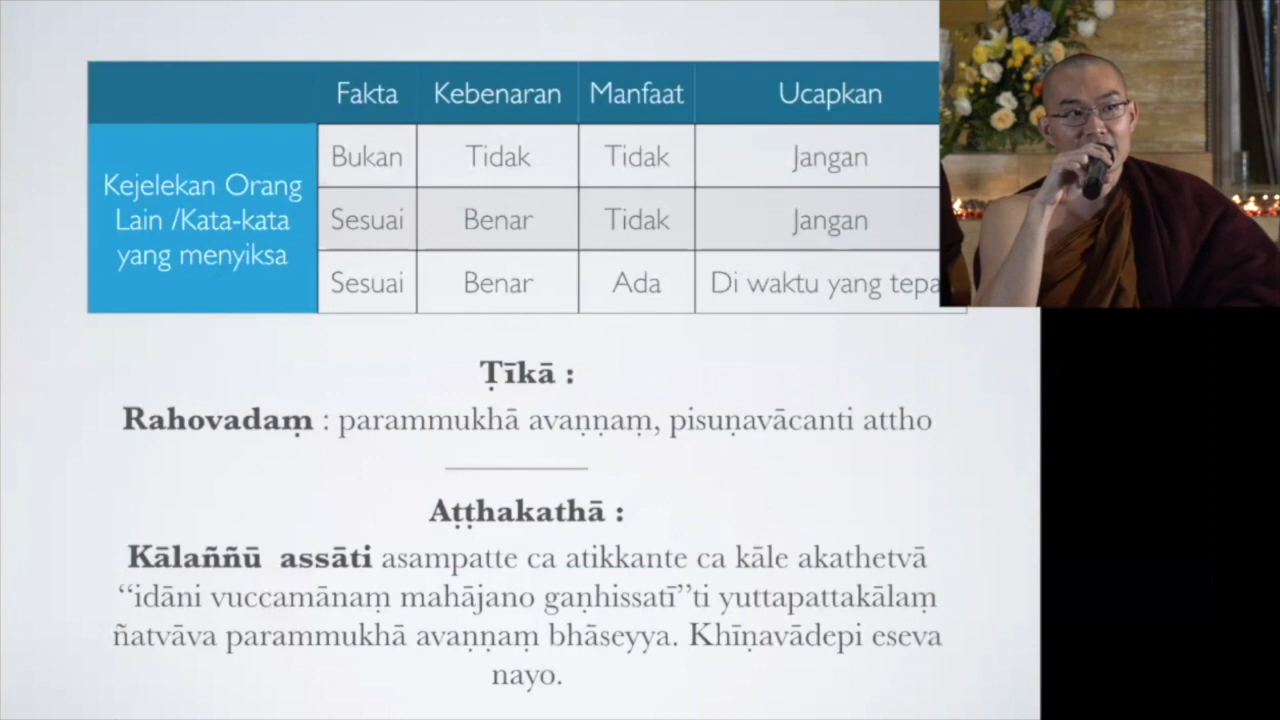 Fakta Kebenaran Manfaat Ucapkan
Kejelekan Orang
Lain /Kata-kata
yang menyiksa
Bukan Tidak Tidak Jangan
Sesuai Benar Tidak Jangan
Sesuai Benar Ada Di waktu yang tepa
Ṭīkā :
Rahovadaṃ : parammukhā avaṇṇaṃ, pisuṇavācanti attho
Aṭṭhakathā :
Kālaññū assāti asampatte ca atikkante ca kāle akathetvā
“idāni vuccamānaṃ mahājano gaṇhissatī”ti yuttapattakālaṃ
ñatvāva parammukhā avaṇṇaṃ bhāseyya. Khīṇavādepi eseva
nayo.